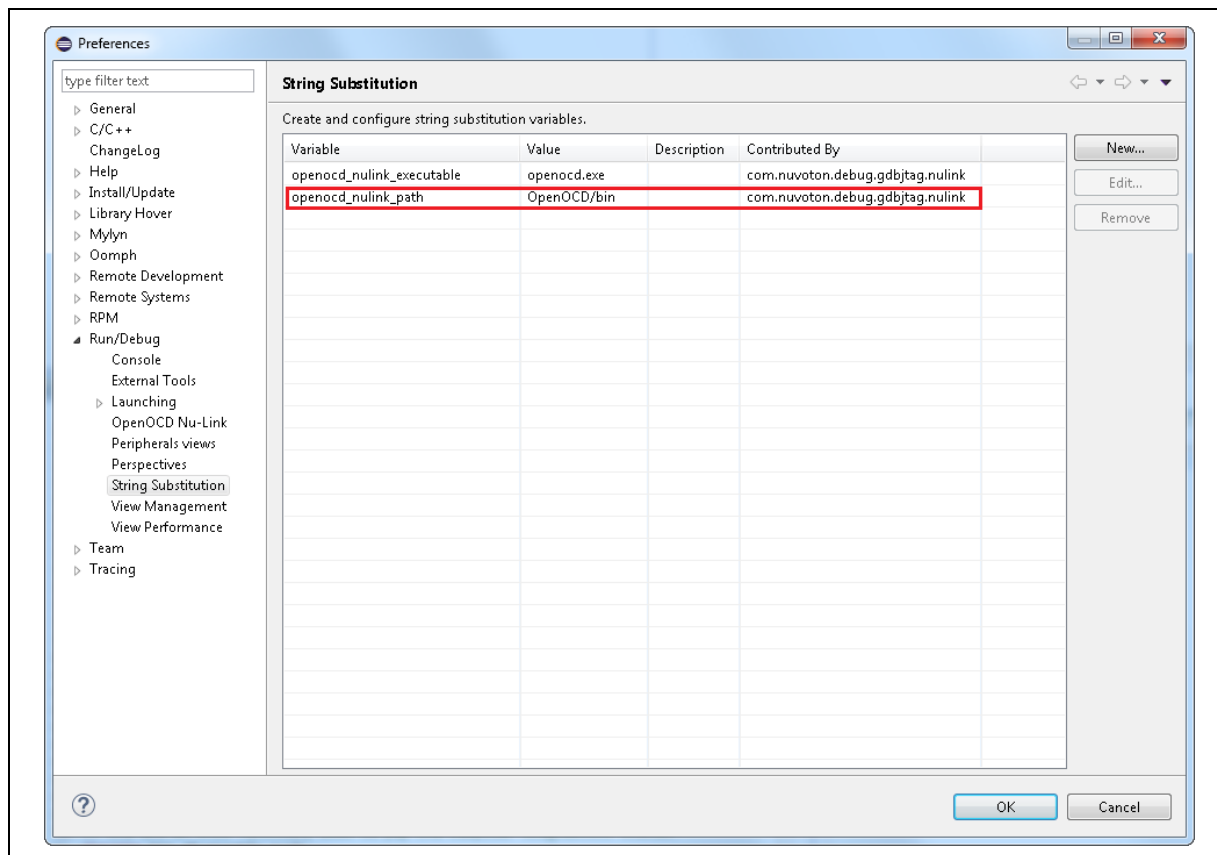 Preferences
type filter text
General
C/C++
ChangeLog
Help
Install/Update
Library Hover
Mylyn
Oomph
Remote Development
Remote Systems
RPM
Run/Debug
Console
External Tools
Launching
OpenOCD Nu-Link
Peripherals views
Perspectives
String Substitution
View Management
View Performance
Team
Tracing
String Substitution
Create and configure string substitution variables.
Variable Value Description Contributed By
openocd_nulink_executable openocd.exe com.nuvoton.debug.gdbjtag.nulink
openocd_nulink_path OpenOCD/bin com.nuvoton.debug.gdbjtag.nulink
New...
Edit...
Remove
?
OK Cancel